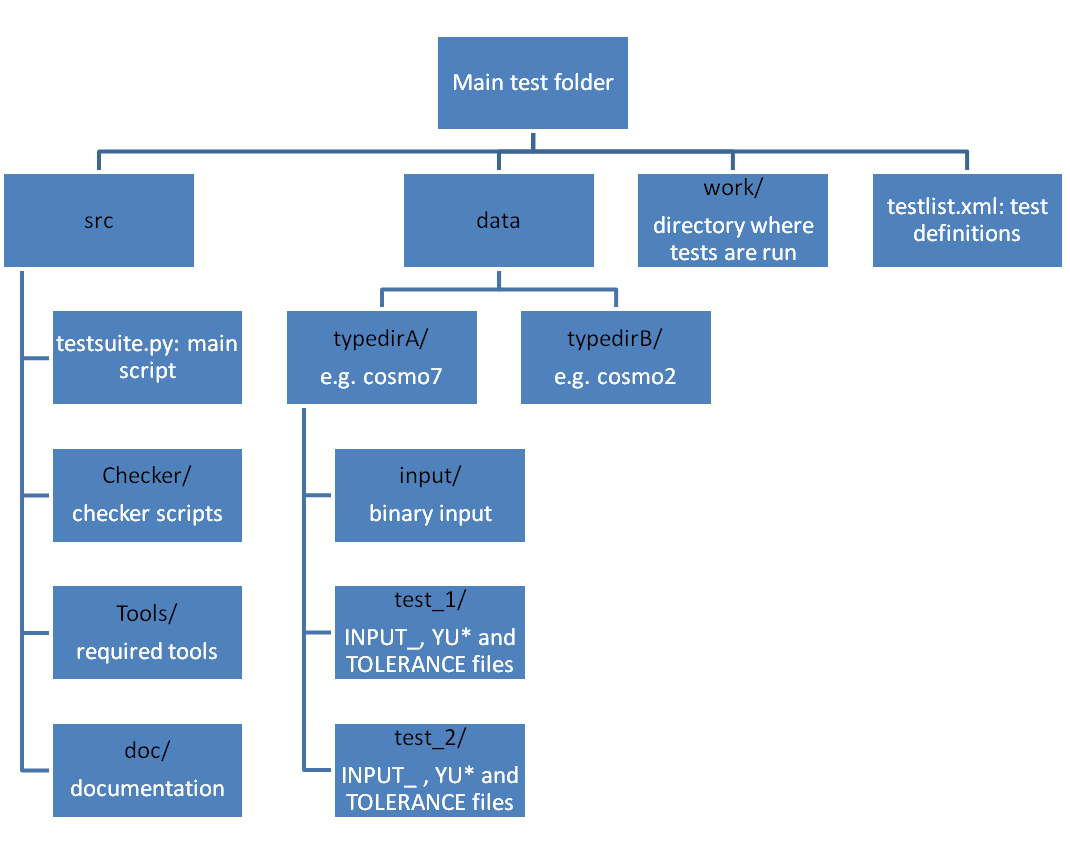 Main test folder
src
data
work/
directory where
tests are run
testlist.xml: test
definitions
testsuite.py: main
script
typedirA/
e.g. cosmo7
typedirB/
e.g. cosmo2
Checker/
checker scripts
input/
binary input
Tools/
required tools
test_1/
INPUT_, YU* and
TOLERANCE files
doc/
documentation
test_2/
INPUT_ , YU* and
TOLERANCE files